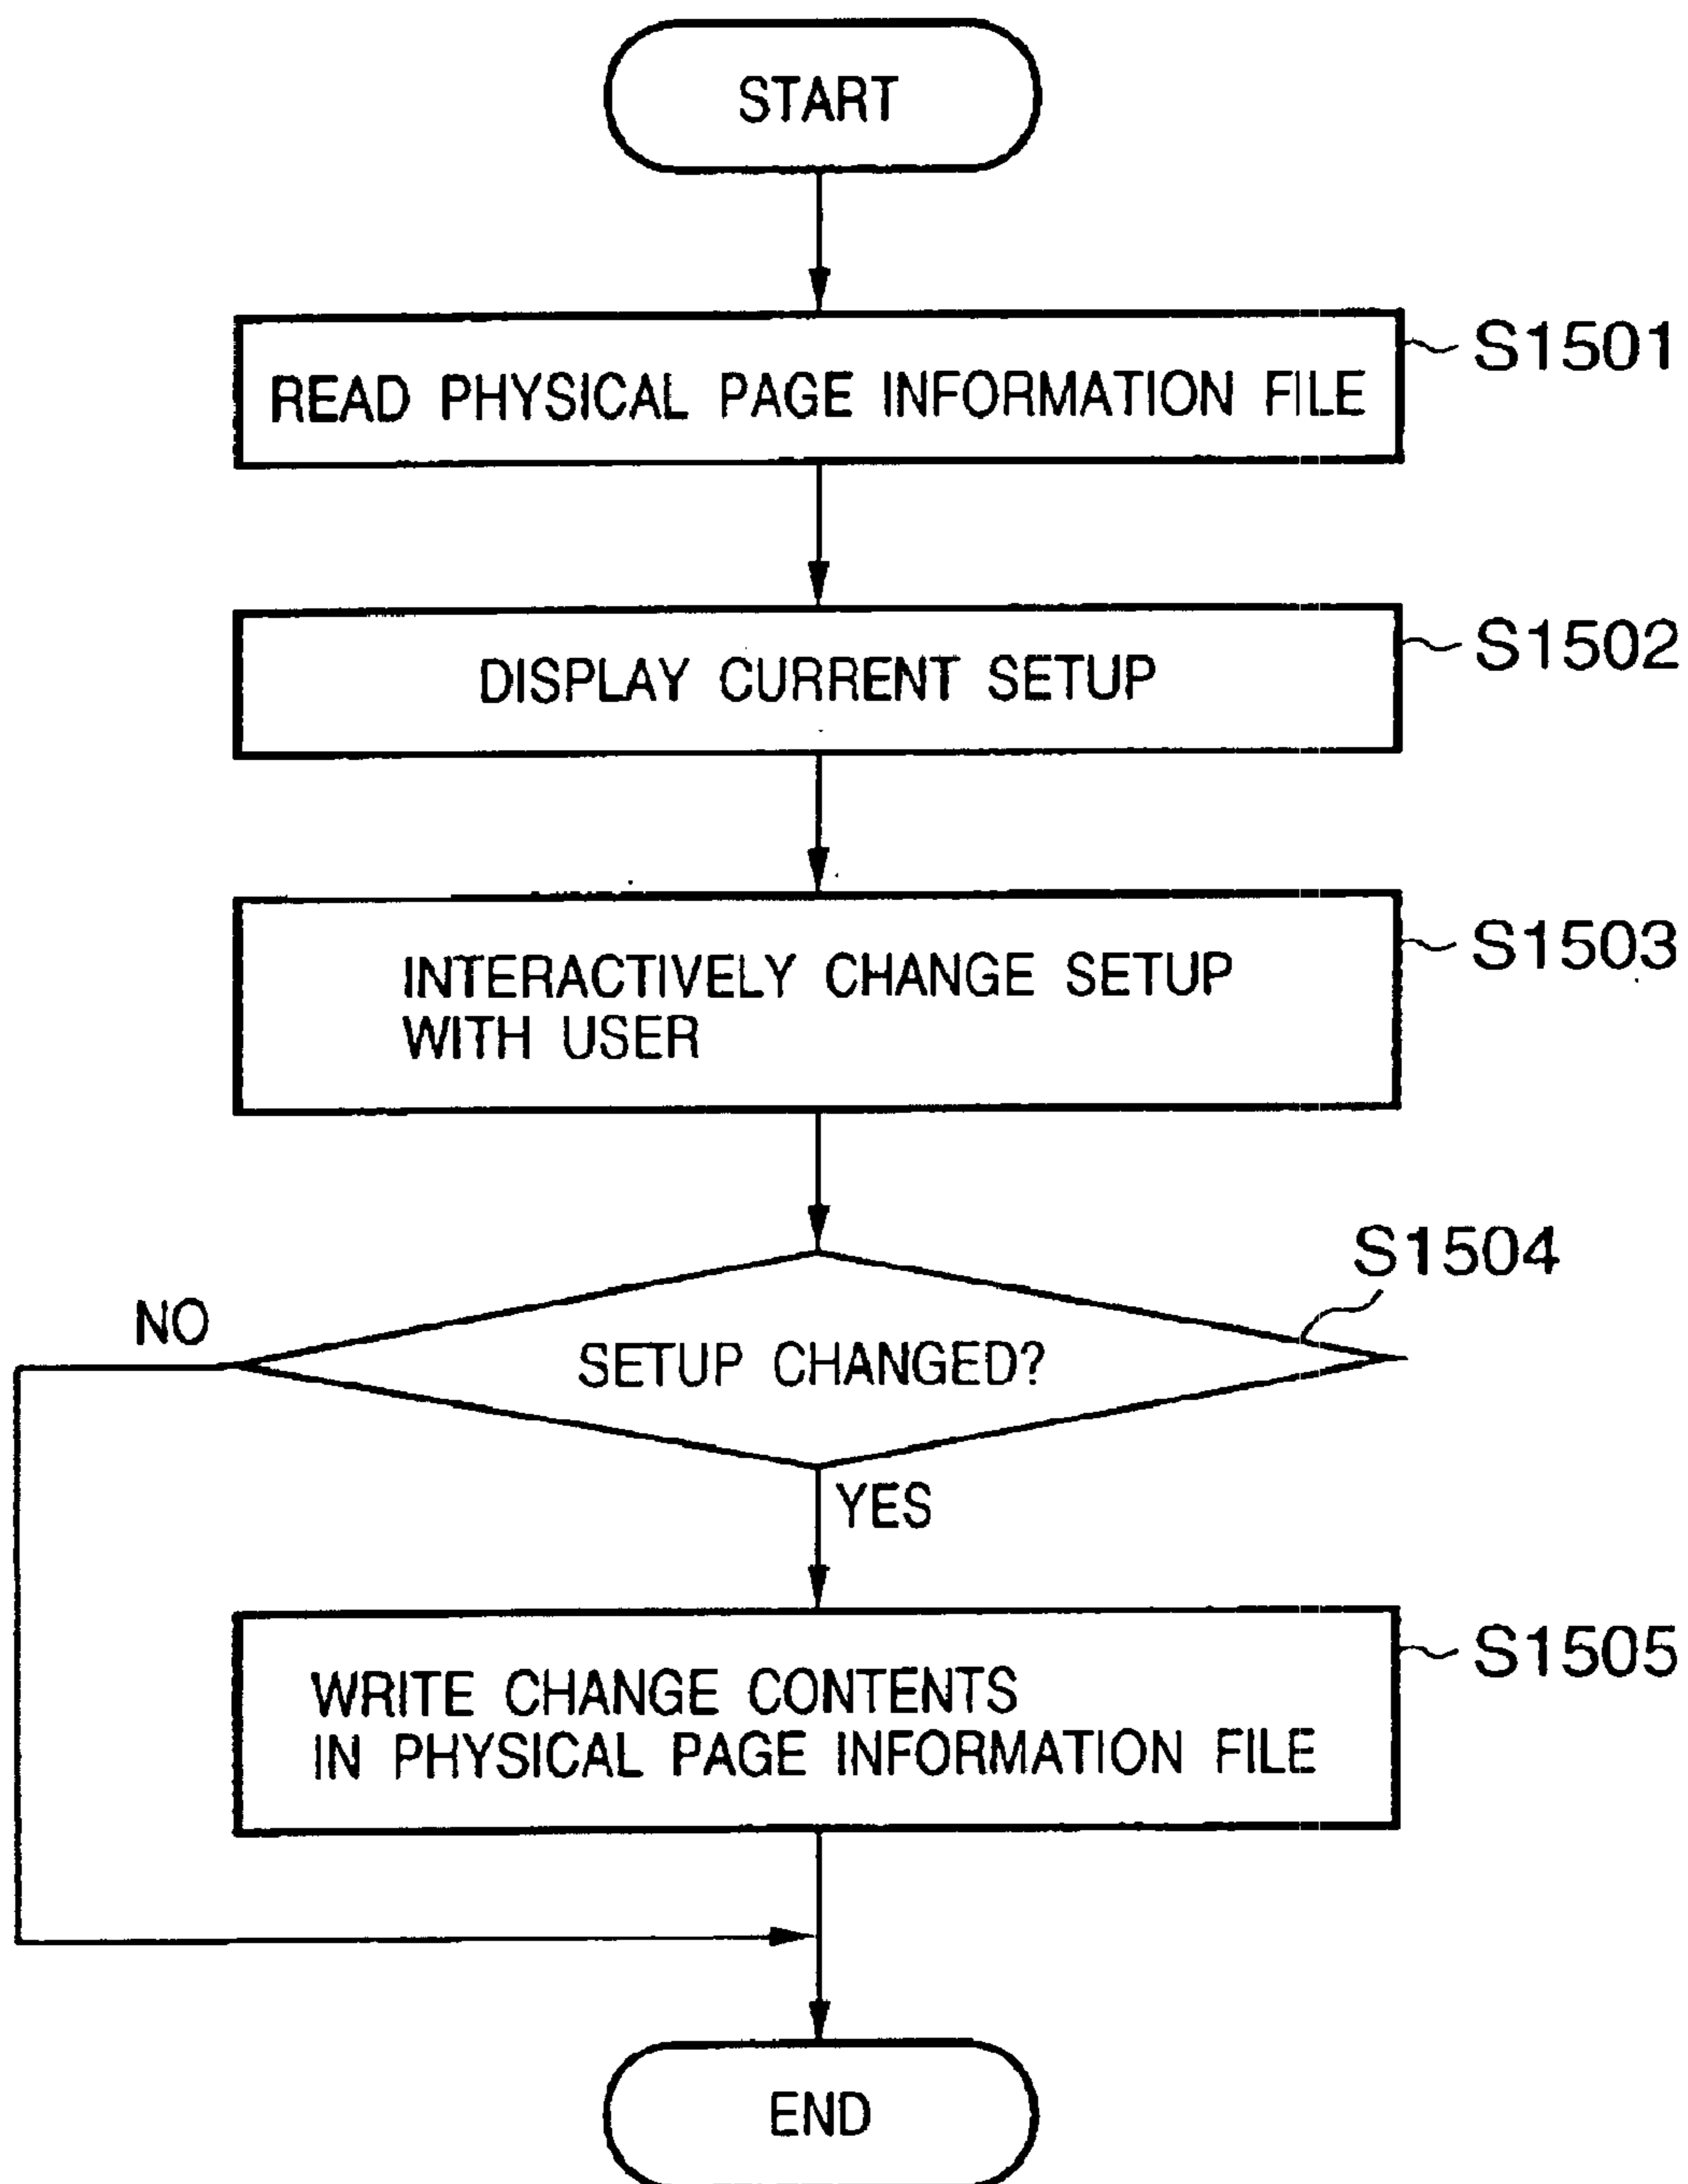 START
READ PHYSICAL PAGE INFORMATION FILE
S1501
DISPLAY CURRENT SETUP
S1502
INTERACTIVELY CHANGE SETUP
WITH USER
S1503
S1504
NO
SETUP CHANGED?
YES
WRITE CHANGE CONTENTS
IN PHYSICAL PAGE INFORMATION FILE
S1505
END